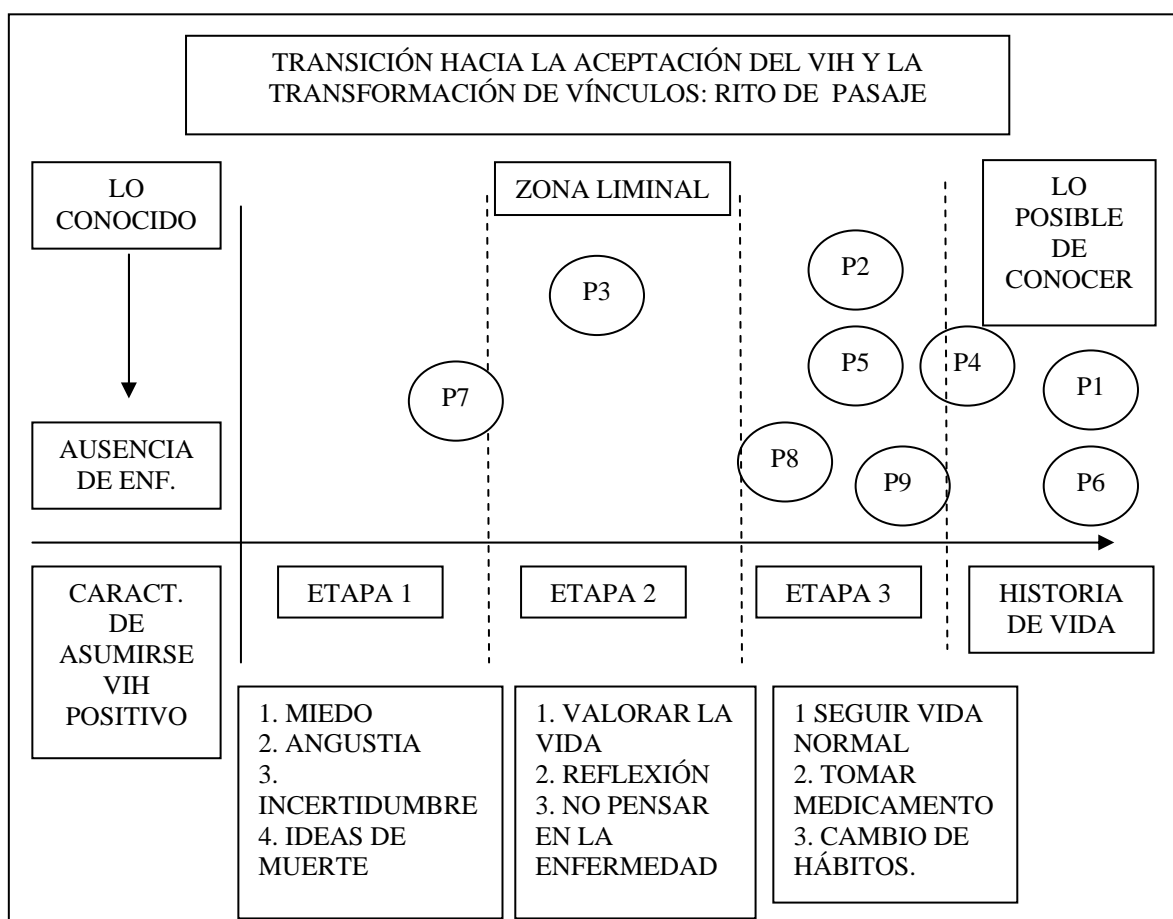 TRANSICIÓN HACIA LA ACEPTACIÓN DEL VIH Y LA
TRANSFORMACIÓN DE VÍNCULOS: RITO DE PASAJE
LO
CONOCIDO
ZONA LIMINAL
LO
POSIBLE
DE
CONOCER
P2
P3
P5
P4
P1
P7
AUSENCIA
DE ENF.
P8
P9
P6
CARACT.
DE
ASUMIRSE
VIH
POSITIVO
ETAPA 1
ETAPA 2
ETAPA 3
HISTORIA
DE VIDA
1. MIEDO
2. ANGUSTIA
3.
INCERTIDUMBRE
4. IDEAS DE
MUERTE
1. VALORAR LA
VIDA
2. REFLEXIÓN
3. NO PENSAR
EN LA
ENFERMEDAD
1 SEGUIR VIDA
NORMAL
2. TOMAR
MEDICAMENTO
3. CAMBIO DE
HÁBITOS.